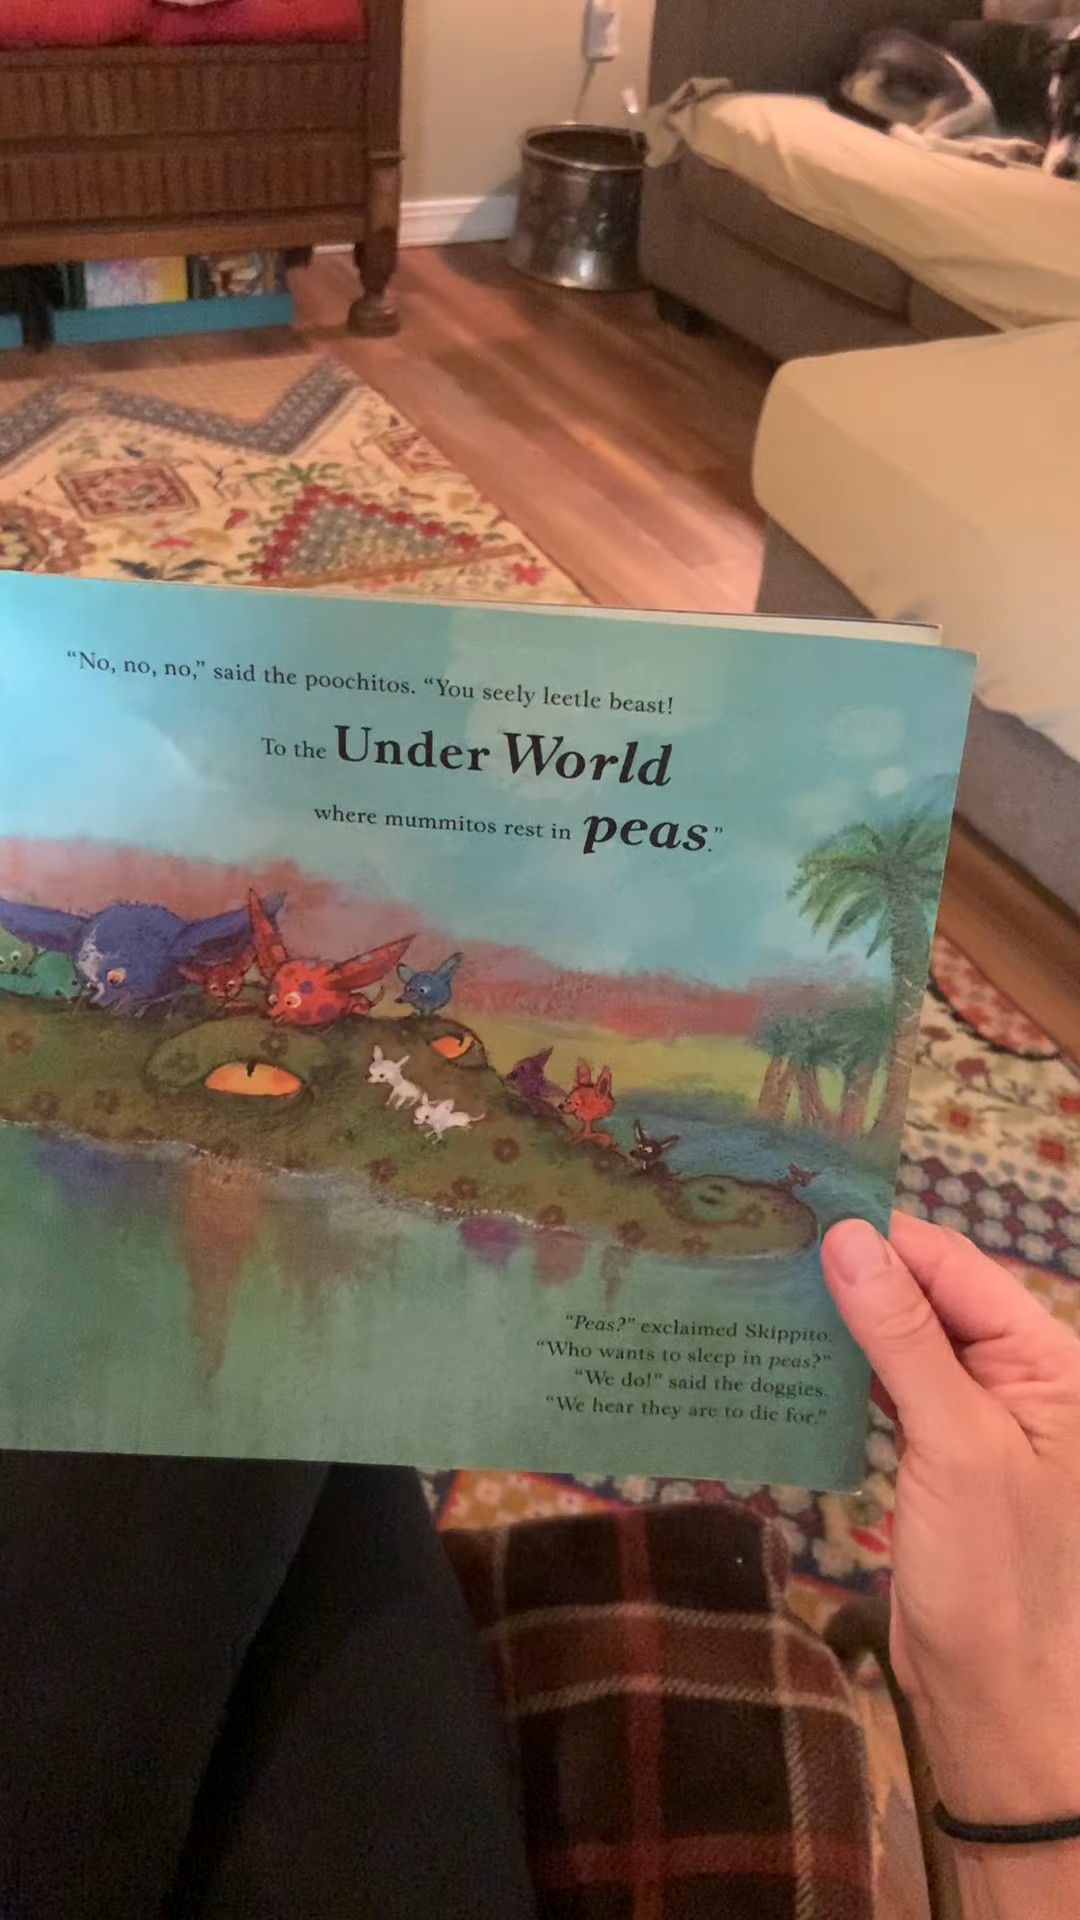 “No, no, no,” said the poochitos. “You seely leetle beast!
To the Under World
where mummitos rest in peas.”
“Peas?” exclaimed Skippito.
“Who wants to sleep in peas?”
“We do!” said the doggies.
“We hear they are to die for.”